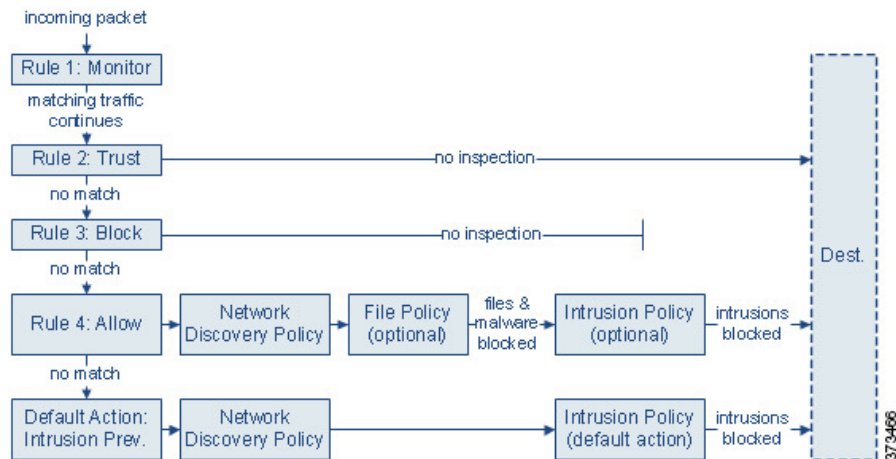 incoming packet
Rule 1: Monitor
matching traffic
continues
Rule 2: Trust
no inspection
no match
Rule 3: Block
no inspection
no match
Rule 4: Allow
Network
Discovery Policy
File Policy
(optional)
files &
malware
blocked
Intrusion Policy
(optional)
intrusions
blocked
no match
Default Action:
Intrusion Prev.
Network
Discovery Policy
Intrusion Policy
(default action)
intrusions
blocked
Dest.
373466